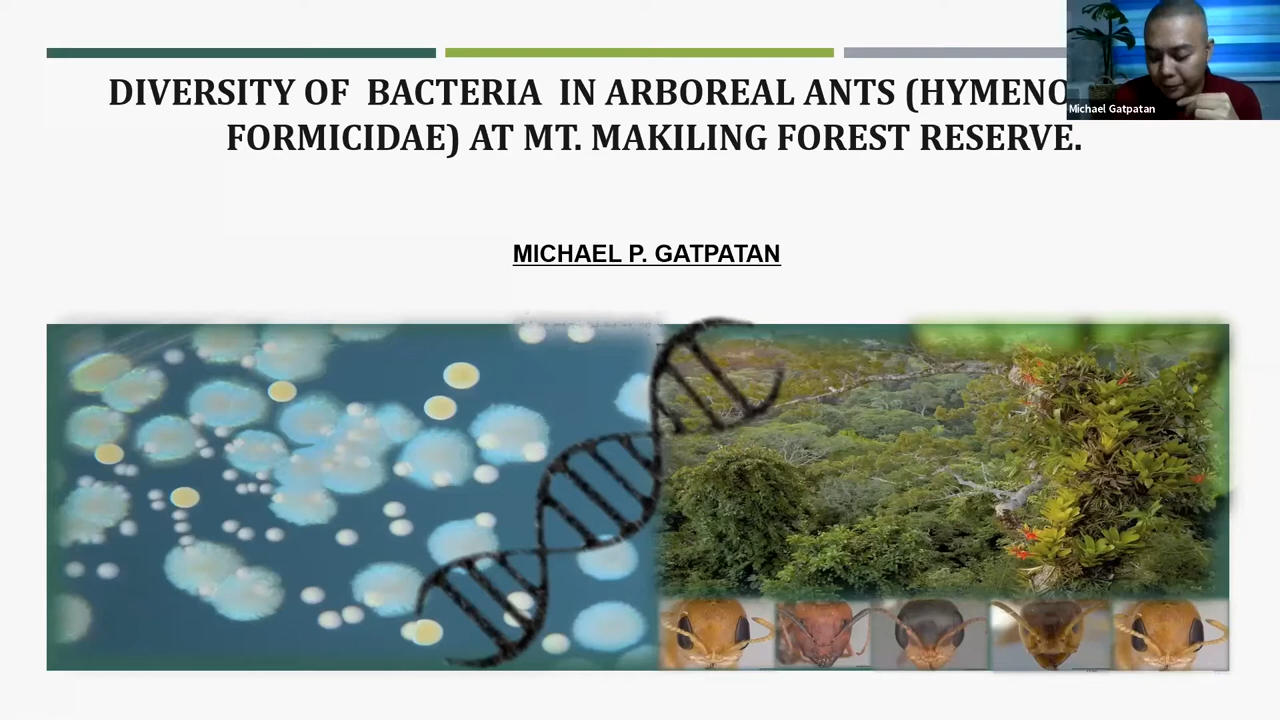 DIVERSITY OF BACTERIA IN ARBOREAL ANTS (HYMENO
FORMICIDAE) AT MT. MAKILING FOREST RESERVE.
Michael Gatpatan
MICHAEL P. GATPATAN